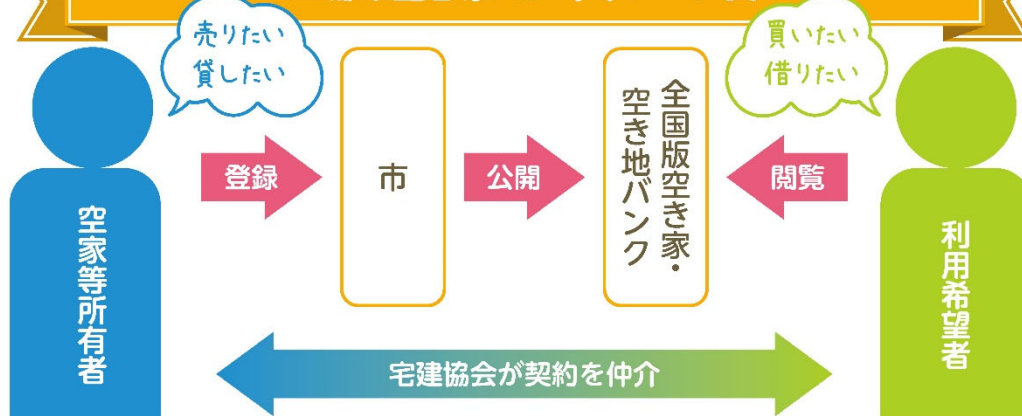 売りたい
貸したい
買いたい
借りたい
空家等所有者
登録
市
公開
全国版空き家・
空き地バンク
閲覧
利用希望者
宅建協会が契約を仲介